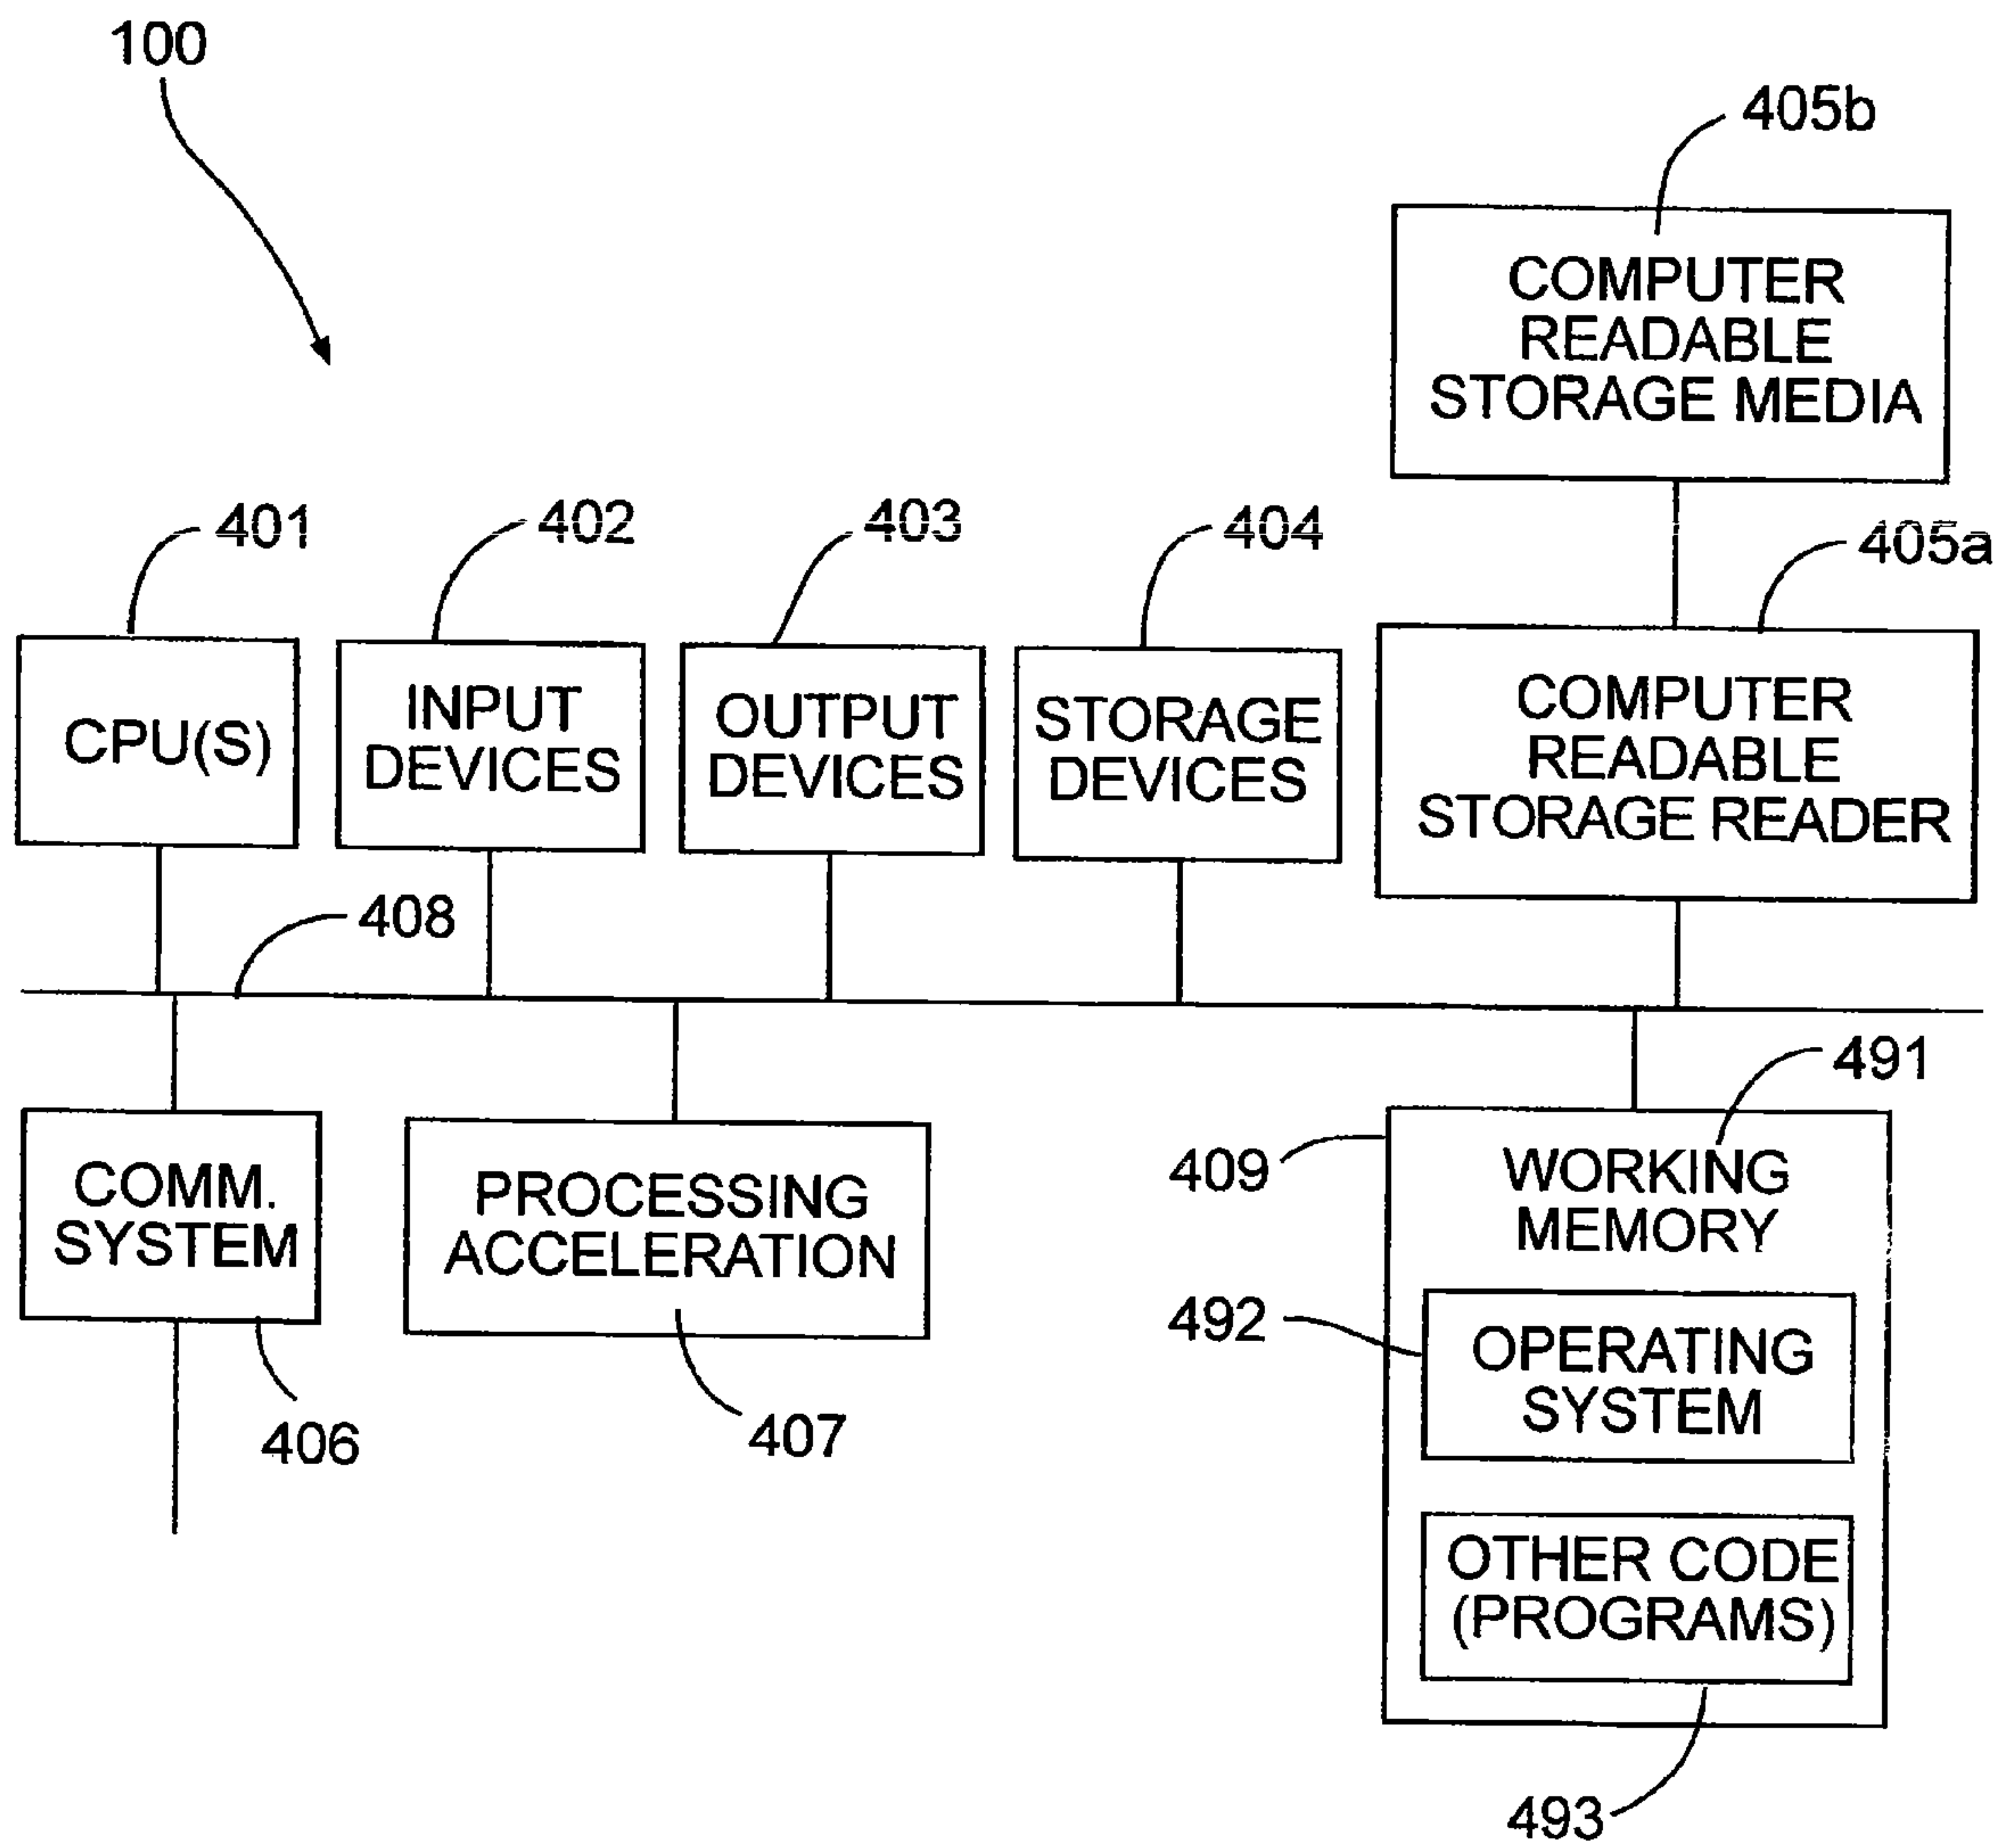 100
405b
COMPUTER
READABLE
STORAGE MEDIA
401
402
403
404
405a
CPU(S)
INPUT
DEVICES
OUTPUT
DEVICES
STORAGE
DEVICES
COMPUTER
READABLE
STORAGE READER
408
491
409
COMM.
SYSTEM
PROCESSING
ACCELERATION
WORKING
MEMORY
492
OPERATING
SYSTEM
406
407
OTHER CODE
(PROGRAMS)
493